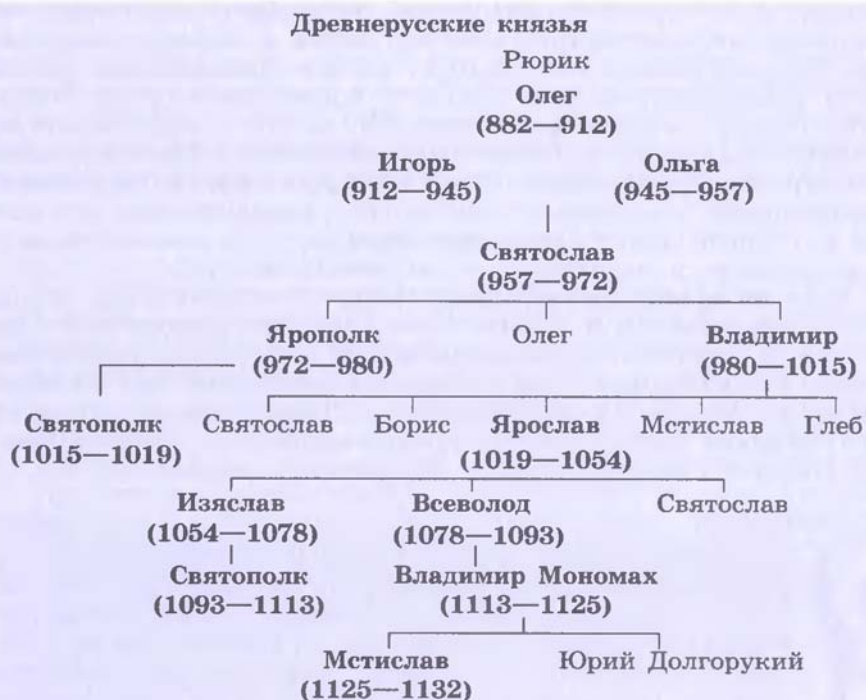 Древнерусские князья
Рюрик
Олег
(882—912)
Игорь Ольга
(912—945) (945—957)
Святослав
(957—972)
Ярополк Олег Владимир
(972—980) (980—1015)
Святополк Святослав Борис Ярослав Мстислав Глеб
(1015—1019) (1019—1054)
Изяслав Всеволод Святослав
(1054—1078) (1078—1093)
Святополк Владимир Мономах
(1093—1113) (1113—1125)
Мстислав Юрий Долгорукий
(1125—1132)